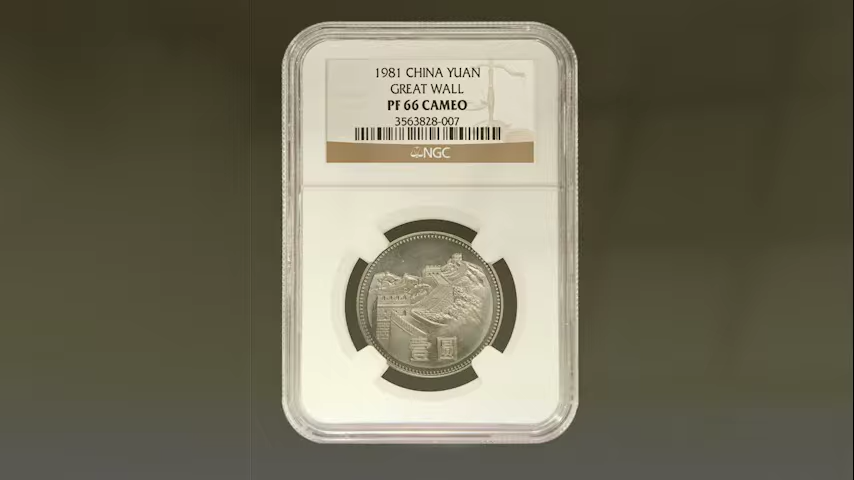 1981 CHINA YUAN
GREAT WALL
PF 66 CAMEO
3563828-007
NGC
壹圆